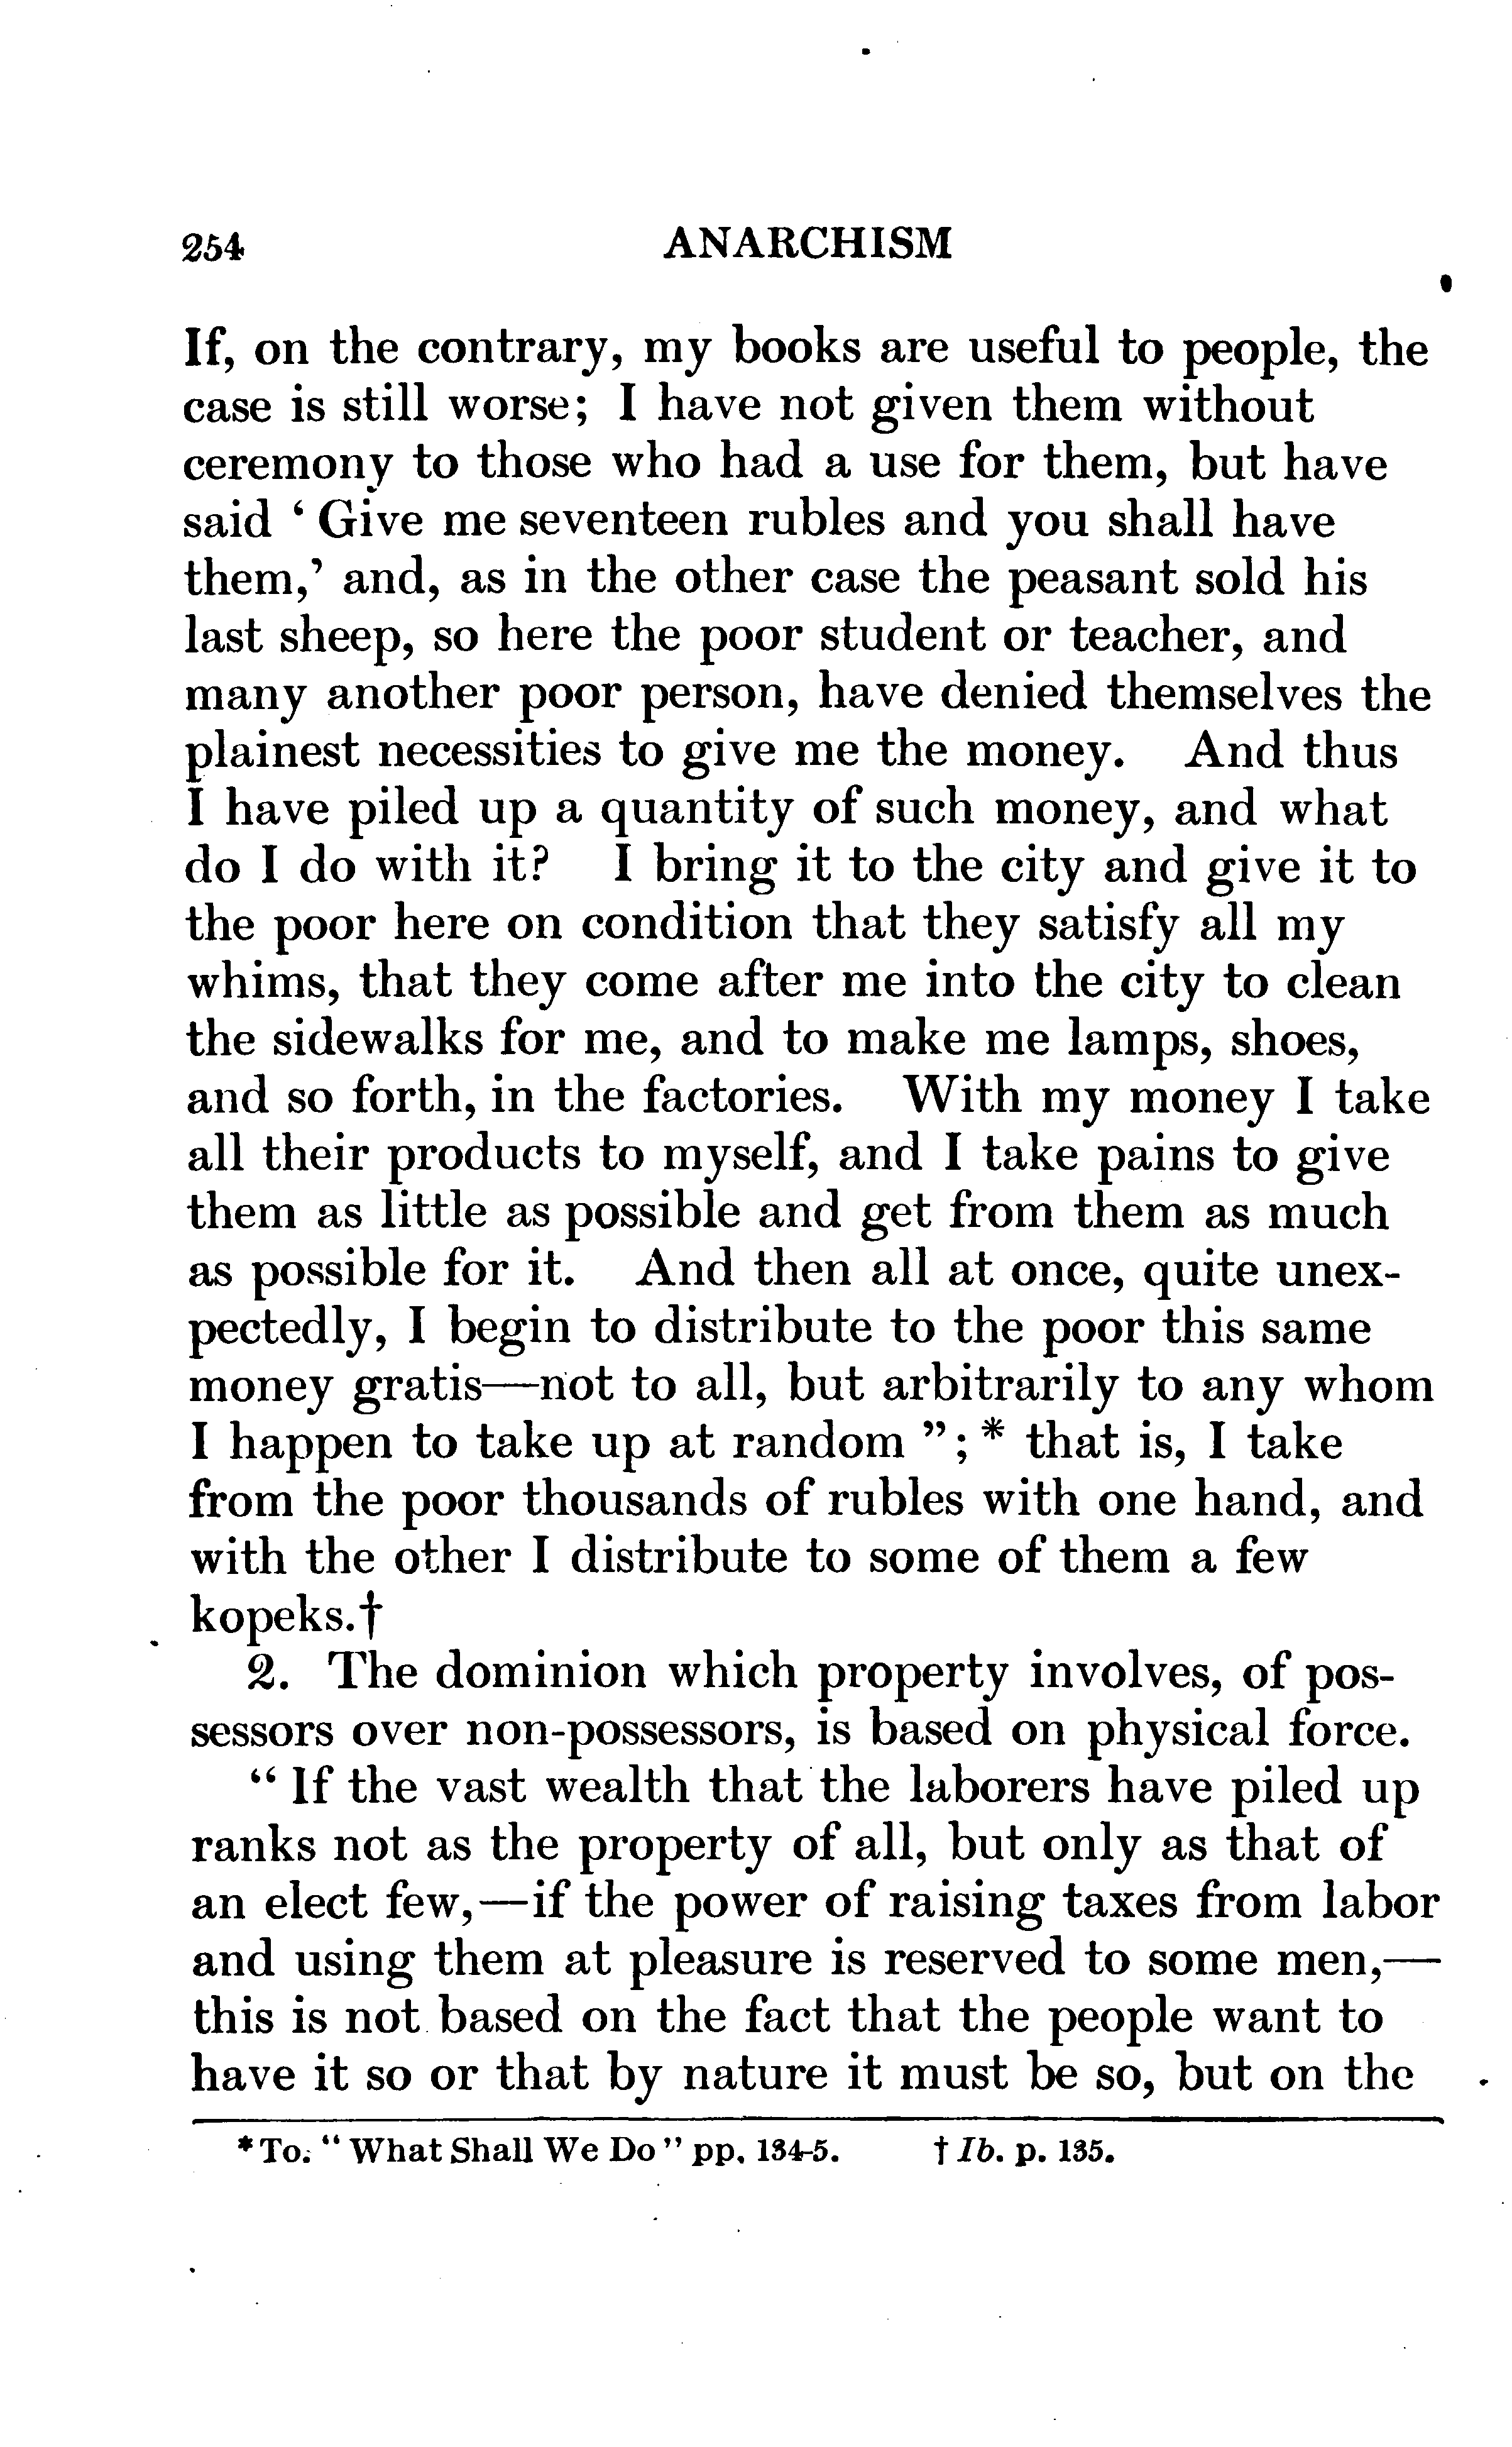 254 ANARCHISM
If, on the contrary, my books are useful to people, the
case is still worse; I have not given them without
ceremony to those who had a use for them, but have
said ‘ Give me seventeen rubles and you shall have
them,’ and, as in the other case the peasant sold his
last sheep, so here the poor student or teacher, and
many another poor person, have denied themselves the
plainest necessities to give me the money. And thus
I have piled up a quantity of such money, and what
do I do with it? I bring it to the city and give it to
the poor here on condition that they satisfy all my
whims, that they come after me into the city to clean
the sidewalks for me, and to make me lamps, shoes,
and so forth, in the factories. With my money I take
all their products to myself, and I take pains to give
them as little as possible and get from them as much
as possible for it. And then all at once, quite unex-
pectedly, I begin to distribute to the poor this same
money gratis—not to all, but arbitrarily to any whom
I happen to take up at random ”; * that is, I take
from the poor thousands of rubles with one hand, and
with the other I distribute to some of them a few
kopeks.†
2. The dominion which property involves, of pos-
sessors over non-possessors, is based on physical force.
“ If the vast wealth that the laborers have piled up
ranks not as the property of all, but only as that of
an elect few,—if the power of raising taxes from labor
and using them at pleasure is reserved to some men,—
this is not based on the fact that the people want to
have it so or that by nature it must be so, but on the
* To. “ What Shall We Do ” pp. 134-5. † Ib. p. 135.